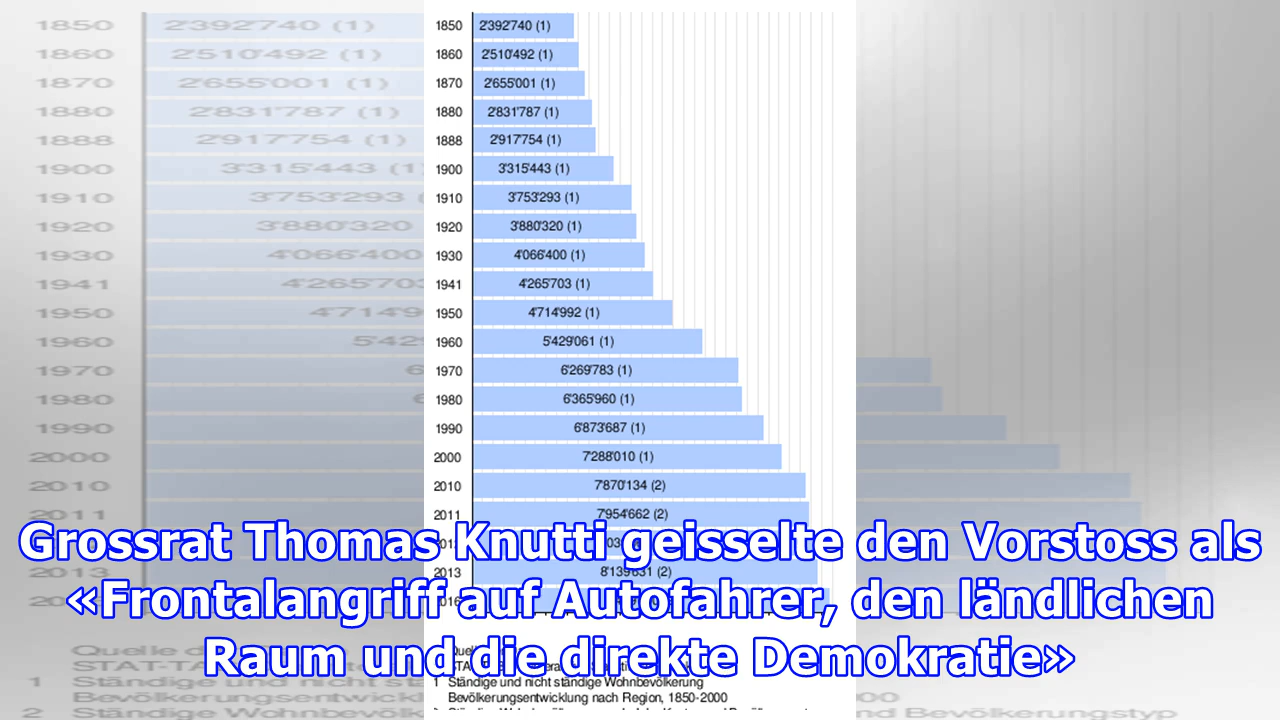 1850 2'392'740 (1)
1860 2'510'492 (1)
1870 2'655'001 (1)
1880 2'831'787 (1)
1888 2'917'754 (1)
1900 3'315'443 (1)
1910 3'753'293 (1)
1920 3'880'320 (1)
1930 4'066'400 (1)
1941 4'265'703 (1)
1950 4'714'992 (1)
1960 5'429'061 (1)
1970 6'269'783 (1)
1980 6'365'960 (1)
1990 6'873'687 (1)
2000 7'288'010 (1)
2010 7'870'134 (2)
2011 7'954'662 (2)
2013 8'139'631 (2)
Grossrat Thomas Knutti geisselte den Vorstoss als
«Frontalangriff auf Autofahrer, den ländlichen
Raum und die direkte Demokratie»
1 Ständige und nicht ständige Wohnbevölkerung
Bevölkerungsentwicklung nach Region, 1850-2000